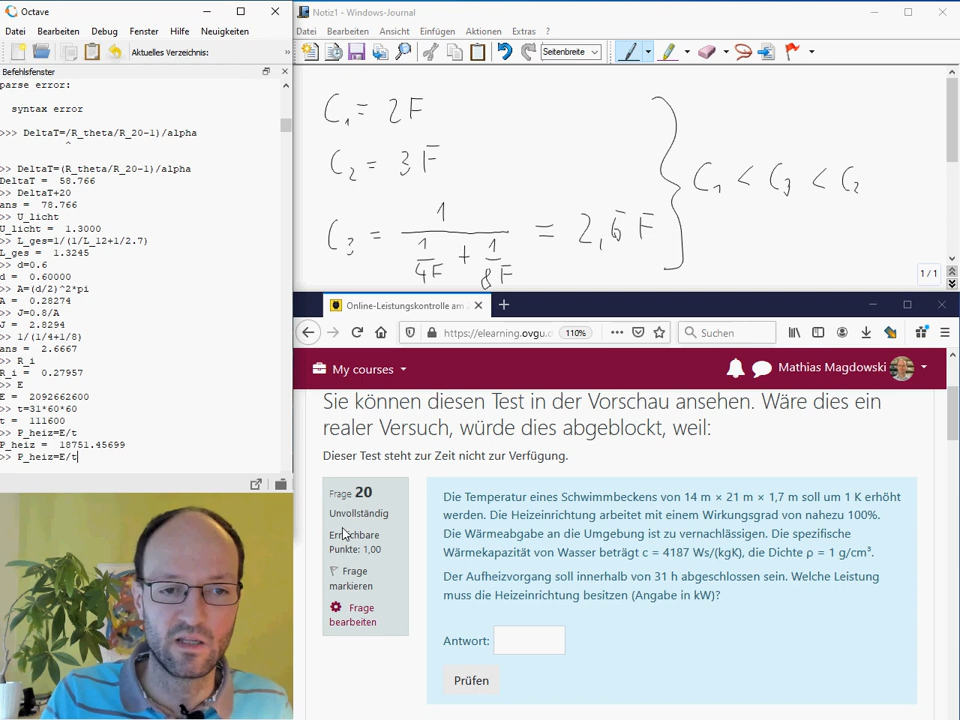 Octave
Datei Bearbeiten Debug Fenster Hilfe Neuigkeiten
Aktuelles Verzeichnis: »
Befehlsfenster
parse error:
syntax error
>>> DeltaT=/R_theta/R_20-1)/alpha
^
>> DeltaT=(R_theta/R_20-1)/alpha
DeltaT = 58.766
>> DeltaT+20
ans = 78.766
>> U_licht
U_licht = 1.3000
>> L_ges=1/(1/L_12+1/2.7)
L_ges = 1.3245
>> d=0.6
d = 0.60000
>> A=(d/2)^2*pi
A = 0.28274
>> J=0.8/A
J = 2.8294
>> 1/(1/4+1/8)
ans = 2.6667
>> R_i
R_i = 0.27957
>> E
E = 2092662600
>> t=31*60*60
t = 111600
>> P_heiz=E/t
P_heiz = 18751.45699
>> P_heiz=E/t
Notiz1 - Windows-Journal
Datei Bearbeiten Ansicht Einfügen Aktionen Extras ?
Seitenbreite
C₁ = 2F
C₂ = 3F
C₃ = 1 / (1/4F + 1/8F) = 2,6̅ F
C₁ < C₃ < C₂
1 / 1
Online-Leistungskontrolle am
https://elearning.ovgu. 110% Suchen
My courses Mathias Magdowski
Sie können diesen Test in der Vorschau ansehen. Wäre dies ein
realer Versuch, würde dies abgeblockt, weil:
Dieser Test steht zur Zeit nicht zur Verfügung.
Frage 20
Unvollständig
Erreichbare
Punkte: 1,00
Frage
markieren
Frage
bearbeiten
Die Temperatur eines Schwimmbeckens von 14 m × 21 m × 1,7 m soll um 1 K erhöht
werden. Die Heizeinrichtung arbeitet mit einem Wirkungsgrad von nahezu 100%.
Die Wärmeabgabe an die Umgebung ist zu vernachlässigen. Die spezifische
Wärmekapazität von Wasser beträgt c = 4187 Ws/(kgK), die Dichte ρ = 1 g/cm³.
Der Aufheizvorgang soll innerhalb von 31 h abgeschlossen sein. Welche Leistung
muss die Heizeinrichtung besitzen (Angabe in kW)?
Antwort:
Prüfen